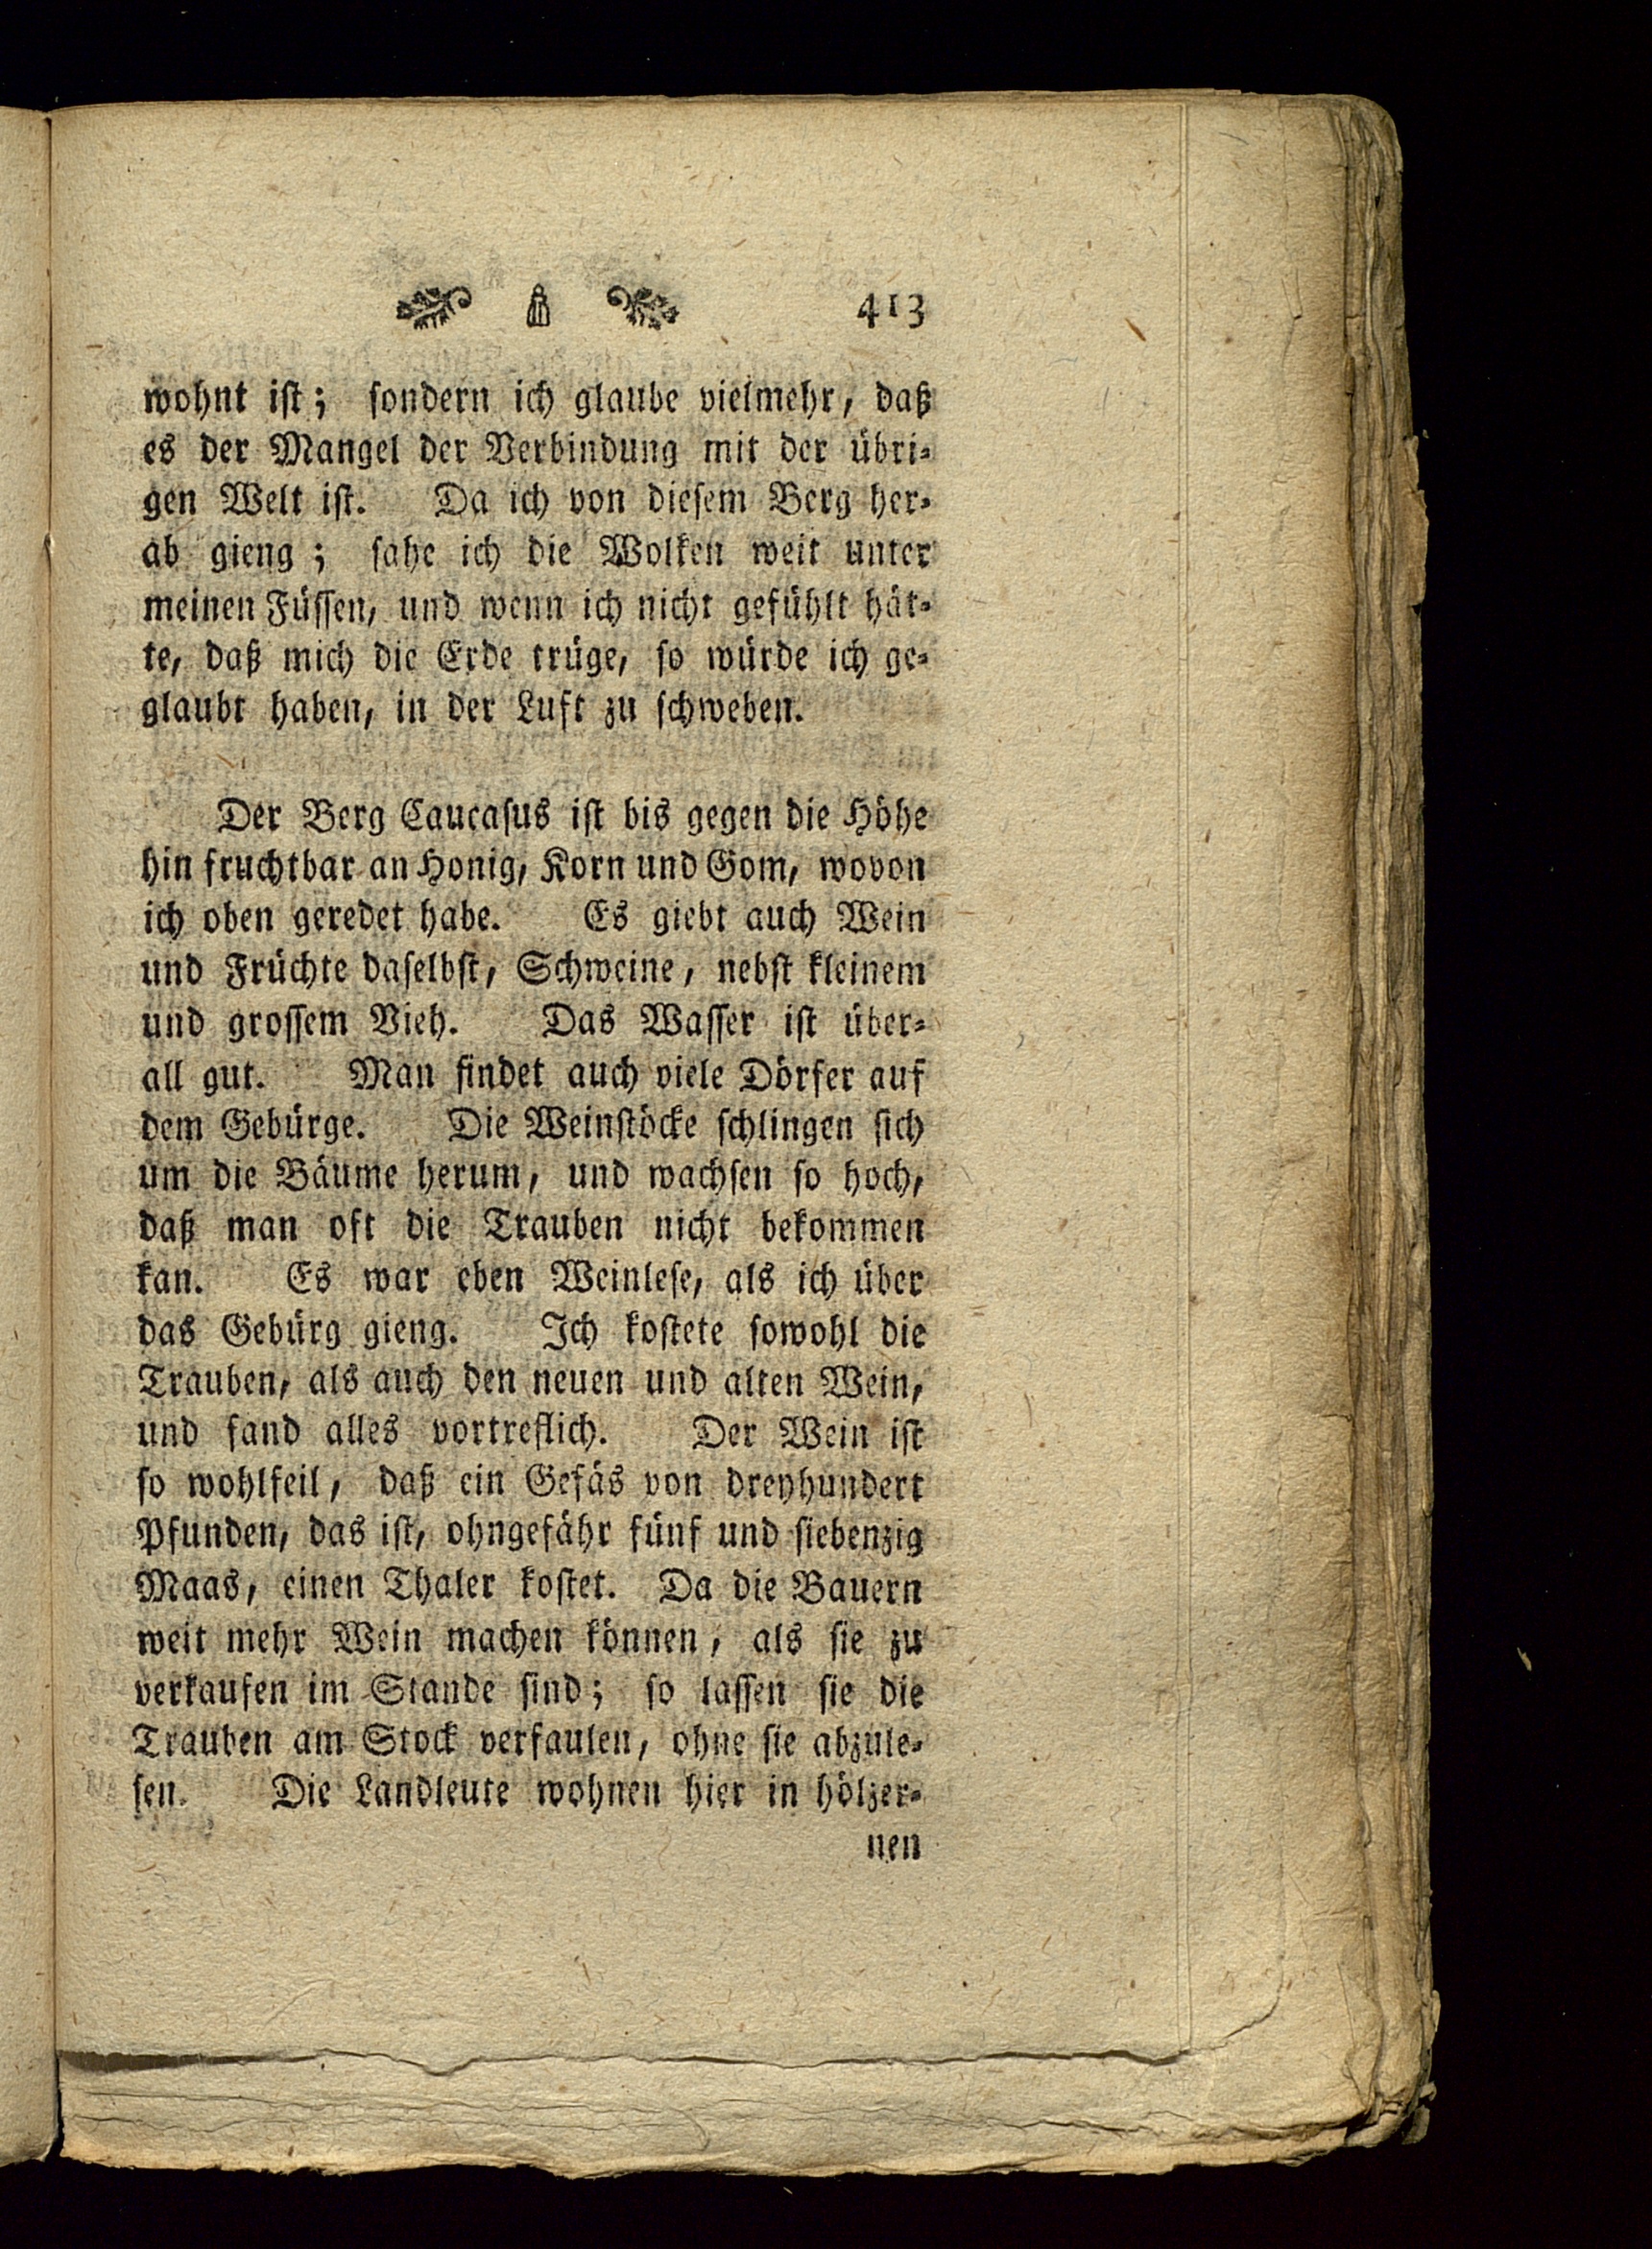 413
wohnt ist; sondern ich glaube vielmehr, daß
es der Mangel der Verbindung mit der übri-
gen Welt ist. Da ich von diesem Berg her-
ab gieng; sahe ich die Wolken weit unter
meinen Füssen, und wenn ich nicht gefühlt hät-
te, daß mich die Erde trüge, so würde ich ge-
glaubt haben, in der Luft zu schweben.
Der Berg Caucasus ist bis gegen die Höhe
hin fruchtbar an Honig, Korn und Gom, wovon
ich oben geredet habe. Es giebt auch Wein
und Früchte daselbst, Schweine, nebst kleinem
und grossem Vieh. Das Wasser ist über-
all gut. Man findet auch viele Dörfer auf
dem Gebürge. Die Weinstöcke schlingen sich
um die Bäume herum, und wachsen so hoch,
daß man oft die Trauben nicht bekommen
kan. Es war eben Weinlese, als ich über
das Gebürg gieng. Ich kostete sowohl die
Trauben, als auch den neuen und alten Wein,
und fand alles vortreflich. Der Wein ist
so wohlfeil, daß ein Gefäs von dreyhundert
Pfunden, das ist, ohngefähr fünf und siebenzig
Maas, einen Thaler kostet. Da die Bauern
weit mehr Wein machen können, als sie zu
verkaufen im Stande sind; so lassen sie die
Trauben am Stock verfaulen, ohne sie abzule-
sen. Die Landleute wohnen hier in hölzer-
nen